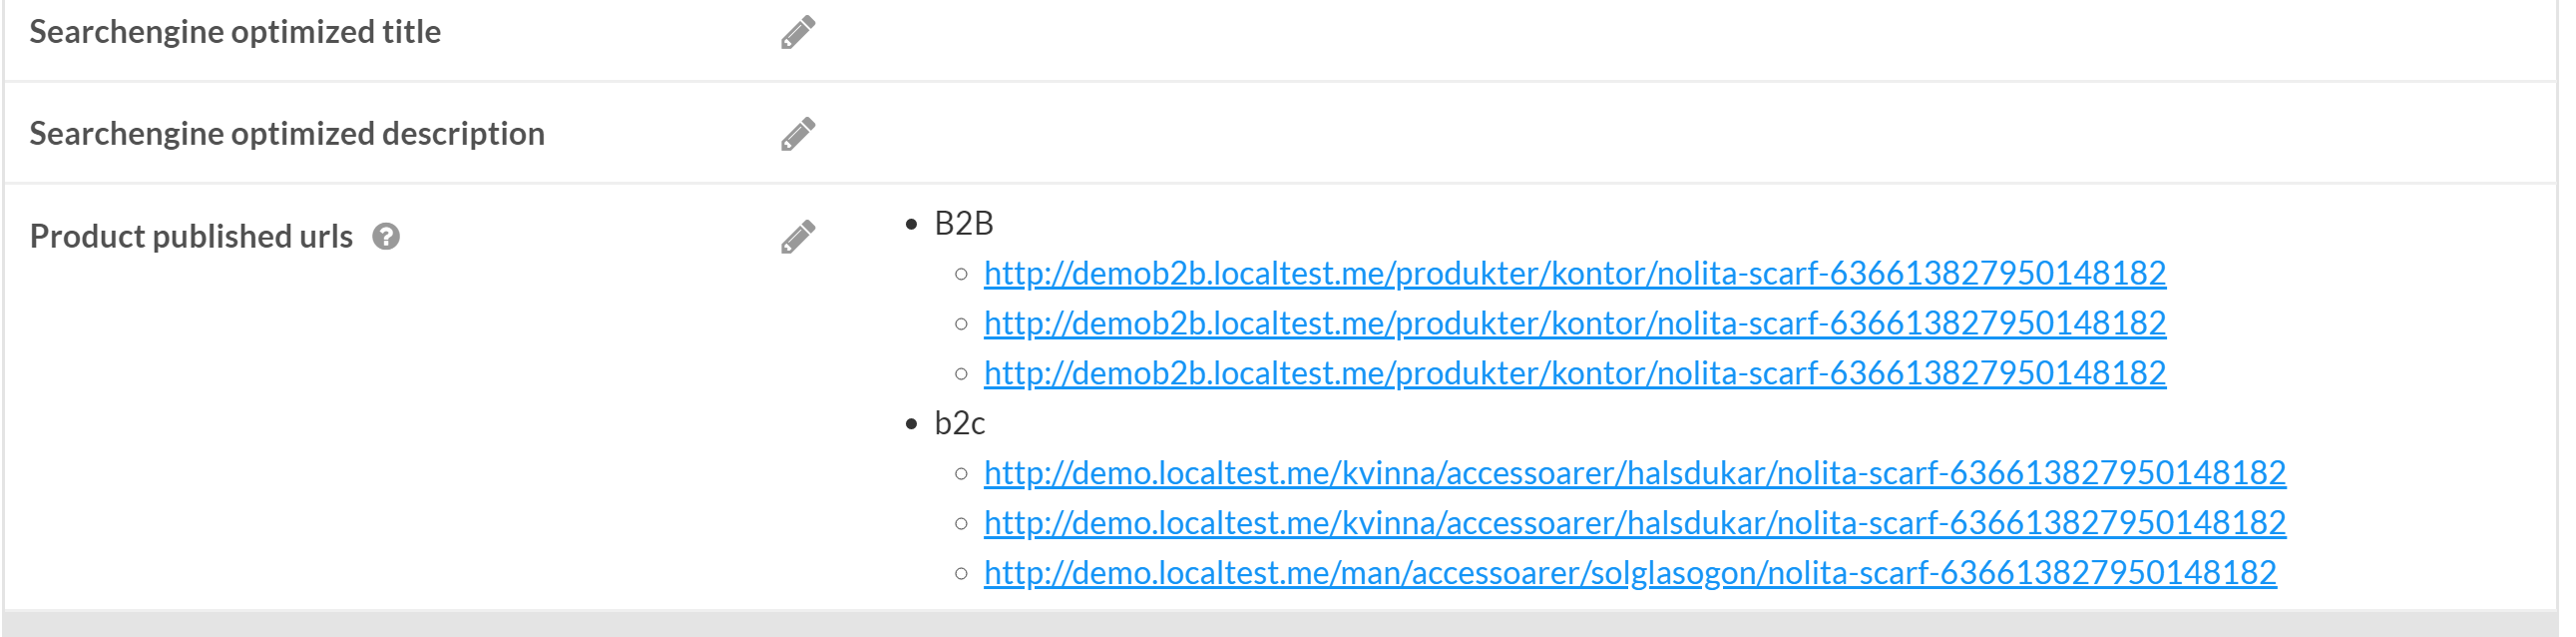 Searchengine optimized title
Searchengine optimized description
Product published urls ?
B2B
http://demob2b.localtest.me/produkter/kontor/nolita-scarf-636613827950148182
http://demob2b.localtest.me/produkter/kontor/nolita-scarf-636613827950148182
http://demob2b.localtest.me/produkter/kontor/nolita-scarf-636613827950148182
b2c
http://demo.localtest.me/kvinna/accessoarer/halsdukar/nolita-scarf-636613827950148182
http://demo.localtest.me/kvinna/accessoarer/halsdukar/nolita-scarf-636613827950148182
http://demo.localtest.me/man/accessoarer/solglasogon/nolita-scarf-636613827950148182